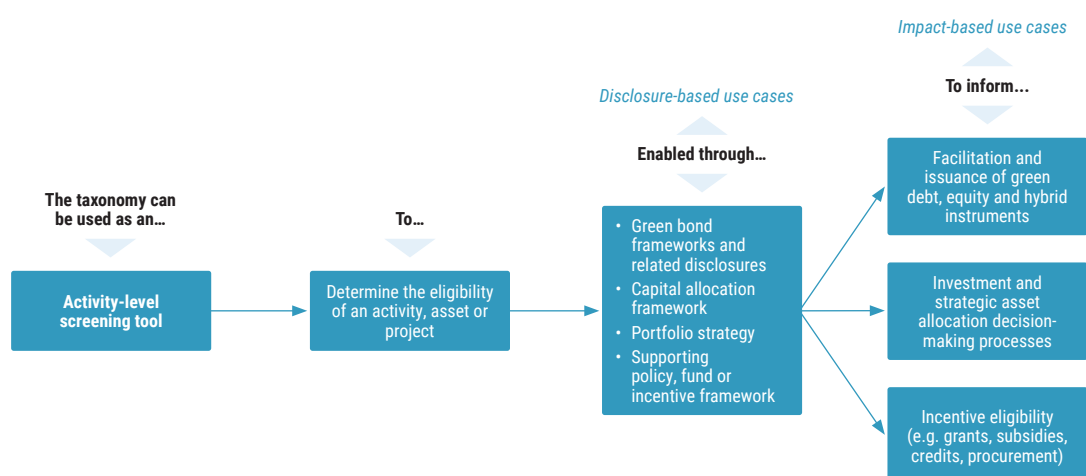 The taxonomy can
be used as an…
Activity-level
screening tool
To…
Determine the eligibility
of an activity, asset or
project
Disclosure-based use cases
Enabled through…
• Green bond
frameworks and
related disclosures
• Capital allocation
framework
• Portfolio strategy
• Supporting
policy, fund or
incentive framework
Impact-based use cases
To inform…
Facilitation and
issuance of green
debt, equity and hybrid
instruments
Investment and
strategic asset
allocation decision-
making processes
Incentive eligibility
(e.g. grants, subsidies,
credits, procurement)